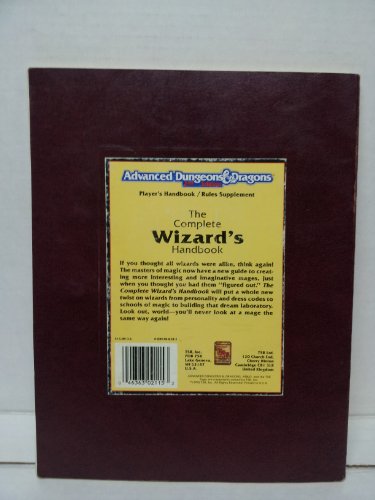 Advanced Dungeons & Dragons
Player's Handbook / Rules Supplement
The
Complete
Wizard's
Handbook
If you thought all wizards were alike, think again!
The masters of magic now have a new guide to creat-
ing more interesting and imaginative mages. Just
when you thought you had them "figured out." The
Complete Wizard's Handbook will put a whole new
twist on wizards from personality and dress codes to
schools of magic to building that dream laboratory.
Look out, world—you'll never look at a mage the
same way again!
TSR, Inc.
POB 756
Lake Geneva,
WI 53147
U.S.A.
TSR Ltd.
120 Church End,
Cherry Hinton
Cambridge CB1 3LB
United Kingdom
0 46363 02115 2